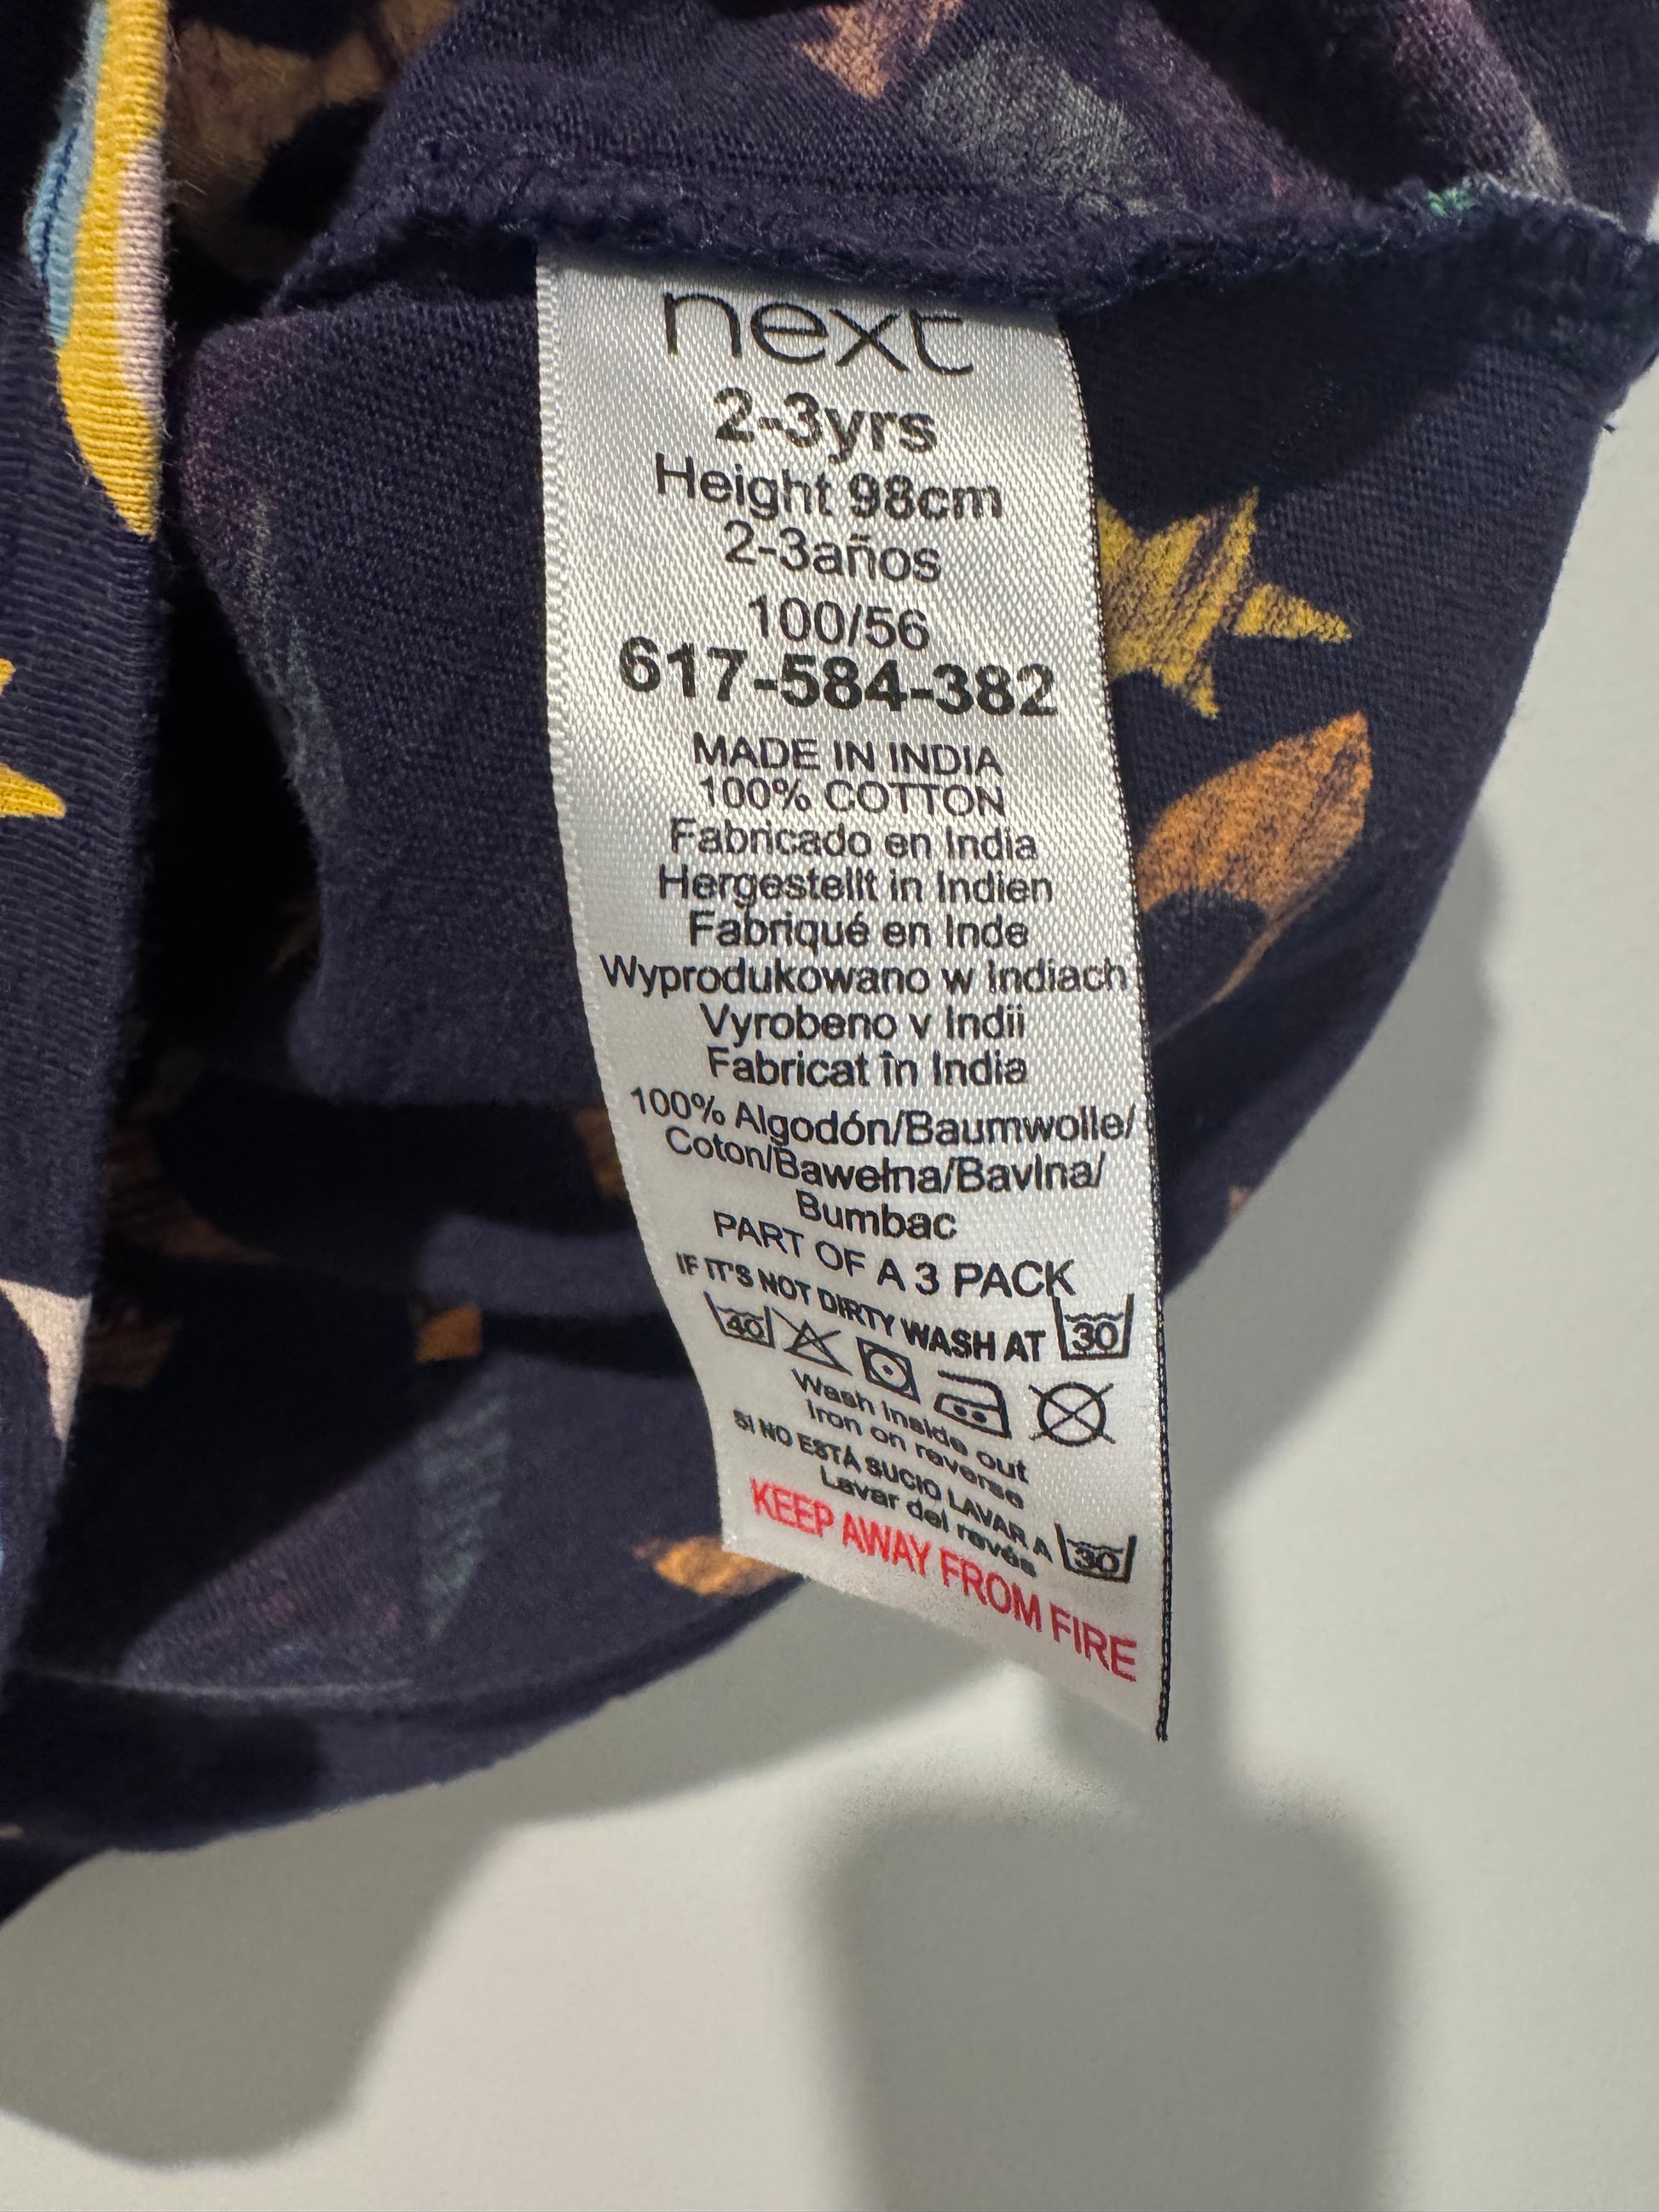 next
2-3yrs
Height 98cm
2-3años
100/56
617-584-382
MADE IN INDIA
100% COTTON
Fabricado en India
Hergestellt in Indien
Fabriqué en Inde
Wyprodukowano w Indiach
Vyrobeno v Indii
Fabricat în India
100% Algodón/Baumwolle/
Coton/Bawełna/Bavlna/
Bumbac
PART OF A 3 PACK
IF IT'S NOT DIRTY WASH AT 30
40
Wash inside out
Iron on reverse
SI NO ESTÁ SUCIO LAVAR A 30
Lavar del revés
KEEP AWAY FROM FIRE